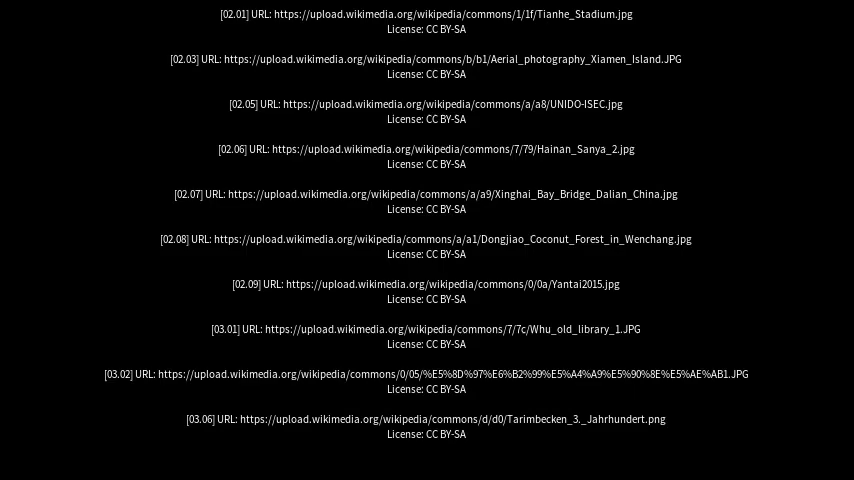 [02.01] URL: https://upload.wikimedia.org/wikipedia/commons/1/1f/Tianhe_Stadium.jpg
License: CC BY-SA
[02.03] URL: https://upload.wikimedia.org/wikipedia/commons/b/b1/Aerial_photography_Xiamen_Island.JPG
License: CC BY-SA
[02.05] URL: https://upload.wikimedia.org/wikipedia/commons/a/a8/UNIDO-ISEC.jpg
License: CC BY-SA
[02.06] URL: https://upload.wikimedia.org/wikipedia/commons/7/79/Hainan_Sanya_2.jpg
License: CC BY-SA
[02.07] URL: https://upload.wikimedia.org/wikipedia/commons/a/a9/Xinghai_Bay_Bridge_Dalian_China.jpg
License: CC BY-SA
[02.08] URL: https://upload.wikimedia.org/wikipedia/commons/a/a1/Dongjiao_Coconut_Forest_in_Wenchang.jpg
License: CC BY-SA
[02.09] URL: https://upload.wikimedia.org/wikipedia/commons/0/0a/Yantai2015.jpg
License: CC BY-SA
[03.01] URL: https://upload.wikimedia.org/wikipedia/commons/7/7c/Whu_old_library_1.JPG
License: CC BY-SA
[03.02] URL: https://upload.wikimedia.org/wikipedia/commons/0/05/%E5%8D%97%E6%B2%99%E5%A4%A9%E5%90%8E%E5%AE%AB1.JPG
License: CC BY-SA
[03.06] URL: https://upload.wikimedia.org/wikipedia/commons/d/d0/Tarimbecken_3._Jahrhundert.png
License: CC BY-SA